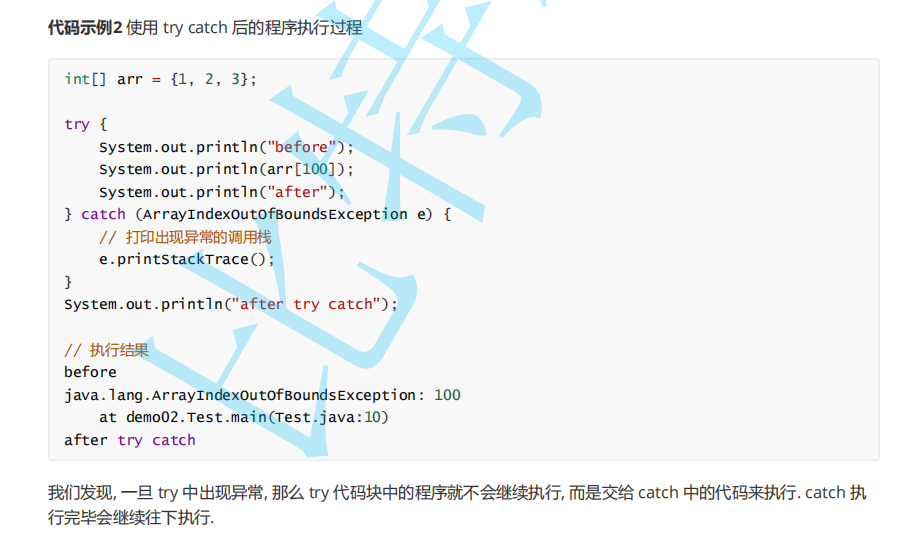 代码示例2 使用 try catch 后的程序执行过程
int[] arr = {1, 2, 3};
try {
    System.out.println("before");
    System.out.println(arr[100]);
    System.out.println("after");
} catch (ArrayIndexOutOfBoundsException e) {
    // 打印出现异常的调用栈
    e.printStackTrace();
}
System.out.println("after try catch");
// 执行结果
before
java.lang.ArrayIndexOutOfBoundsException: 100
    at demo02.Test.main(Test.java:10)
after try catch
我们发现, 一旦 try 中出现异常, 那么 try 代码块中的程序就不会继续执行, 而是交给 catch 中的代码来执行. catch 执
行完毕会继续往下执行.
比特